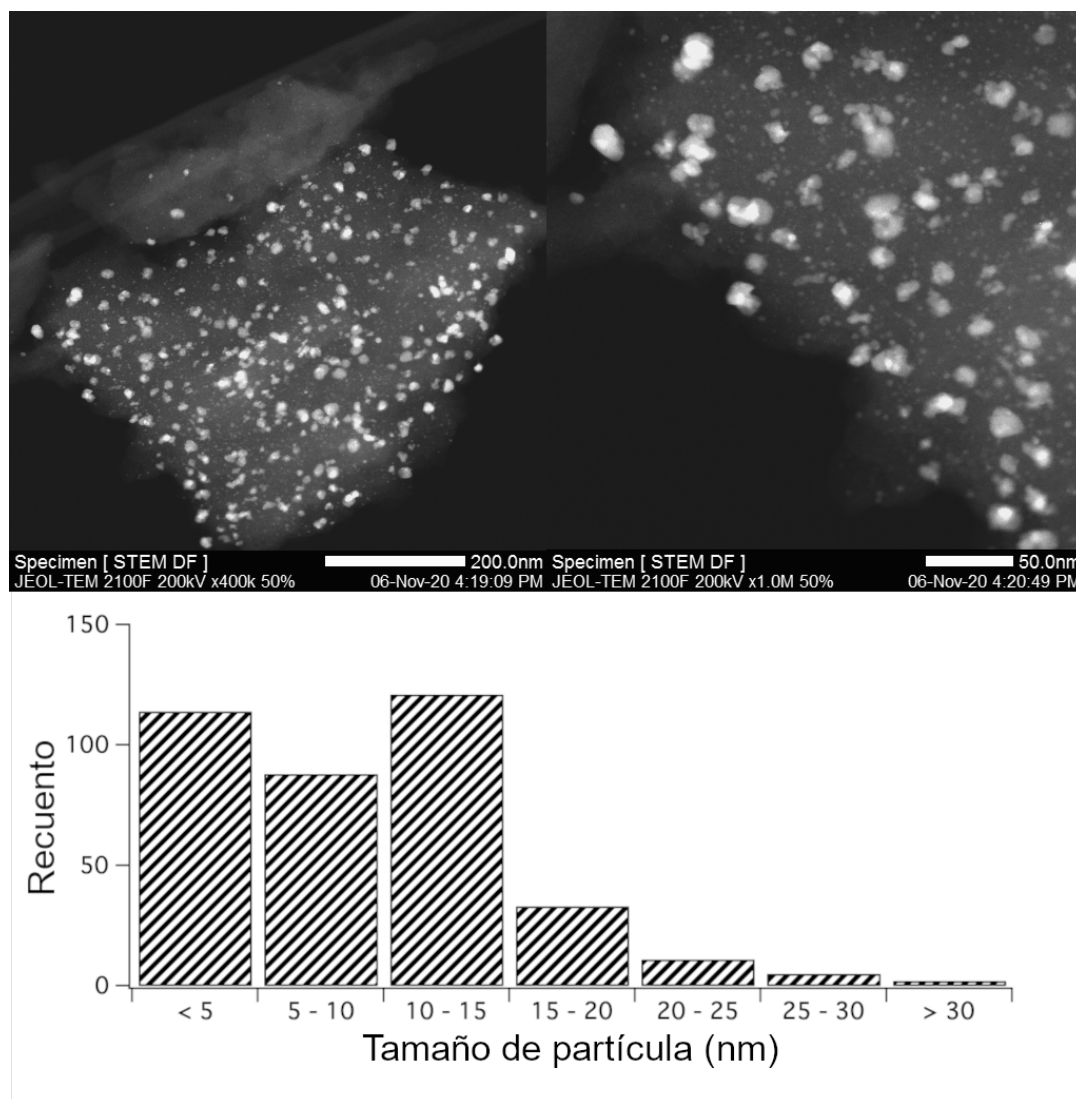 Specimen [ STEM DF ] 200.0nm
JEOL-TEM 2100F 200kV x400k 50% 06-Nov-20 4:19:09 PM
Specimen [ STEM DF ] 50.0nm
JEOL-TEM 2100F 200kV x1.0M 50% 06-Nov-20 4:20:49 PM
Recuento
150
100
50
0
< 5 5 - 10 10 - 15 15 - 20 20 - 25 25 - 30 > 30
Tamaño de partícula (nm)